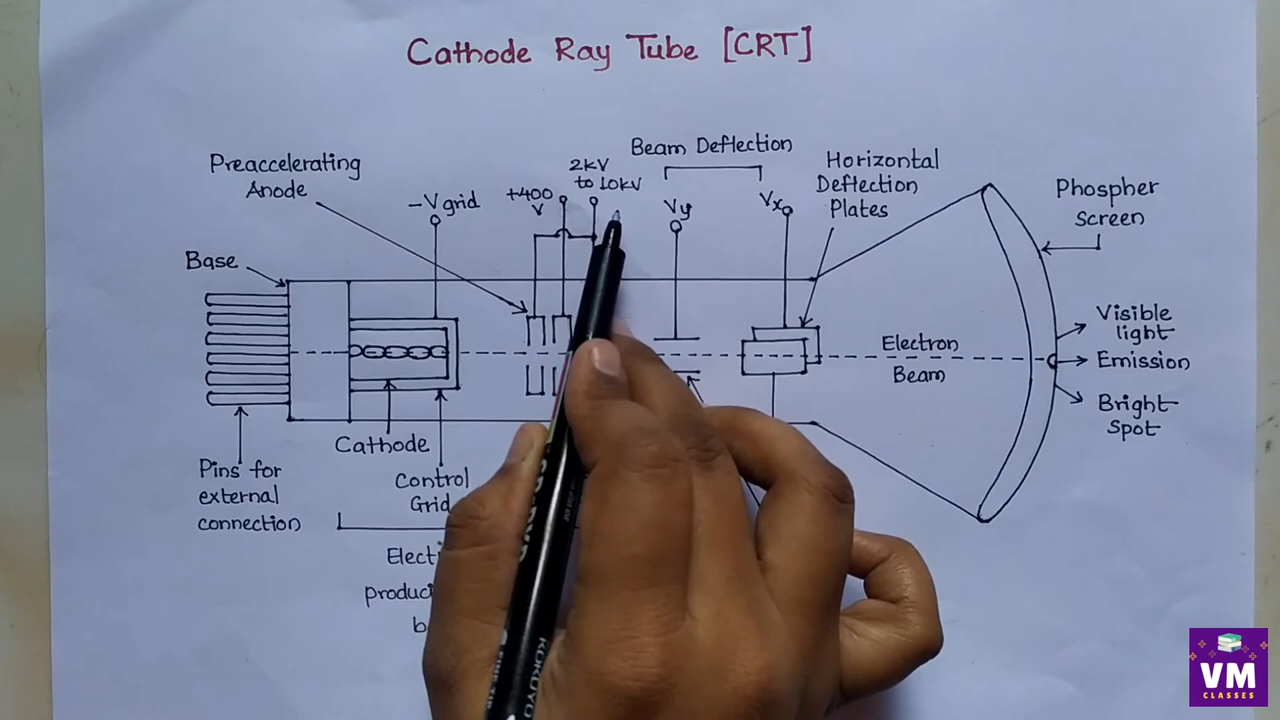 Cathode Ray Tube [CRT]
Preaccelerating
Anode
-V grid
+400
V
2kV
to 10kV
Beam Deflection
Vy
Vx
Horizontal
Deflection
Plates
Phospher
Screen
Base
Visible
light
Emission
Bright
Spot
Electron
Beam
Cathode
Control
Grid
Pins for
external
connection
KOKUYO
VM
CLASSES